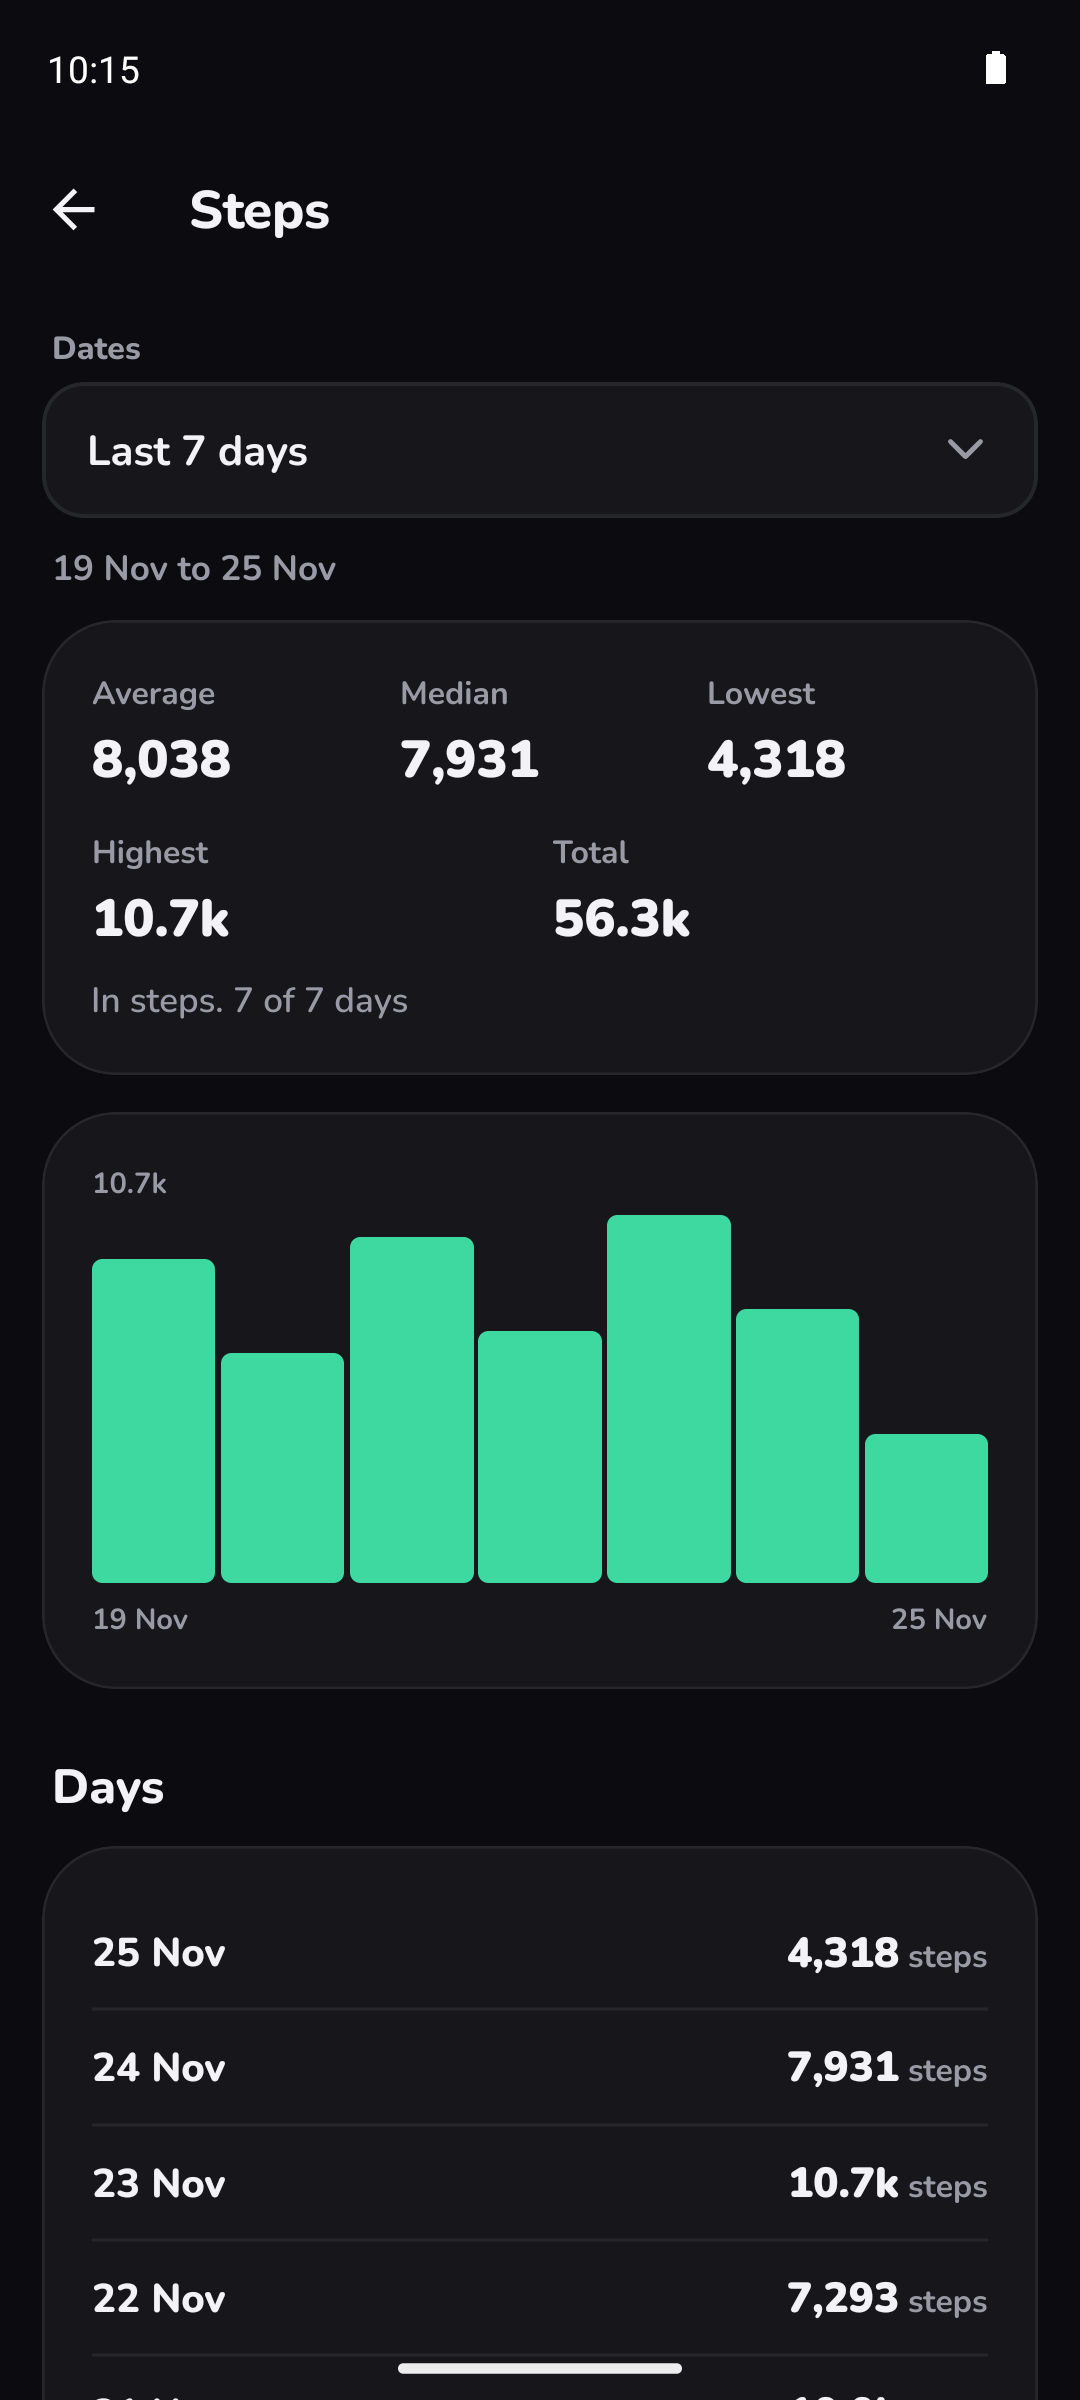 10:15
Steps
Dates
Last 7 days
19 Nov to 25 Nov
Average Median Lowest
8,038 7,931 4,318
Highest Total
10.7k 56.3k
In steps. 7 of 7 days
10.7k
19 Nov 25 Nov
Days
25 Nov 4,318 steps
24 Nov 7,931 steps
23 Nov 10.7k steps
22 Nov 7,293 steps